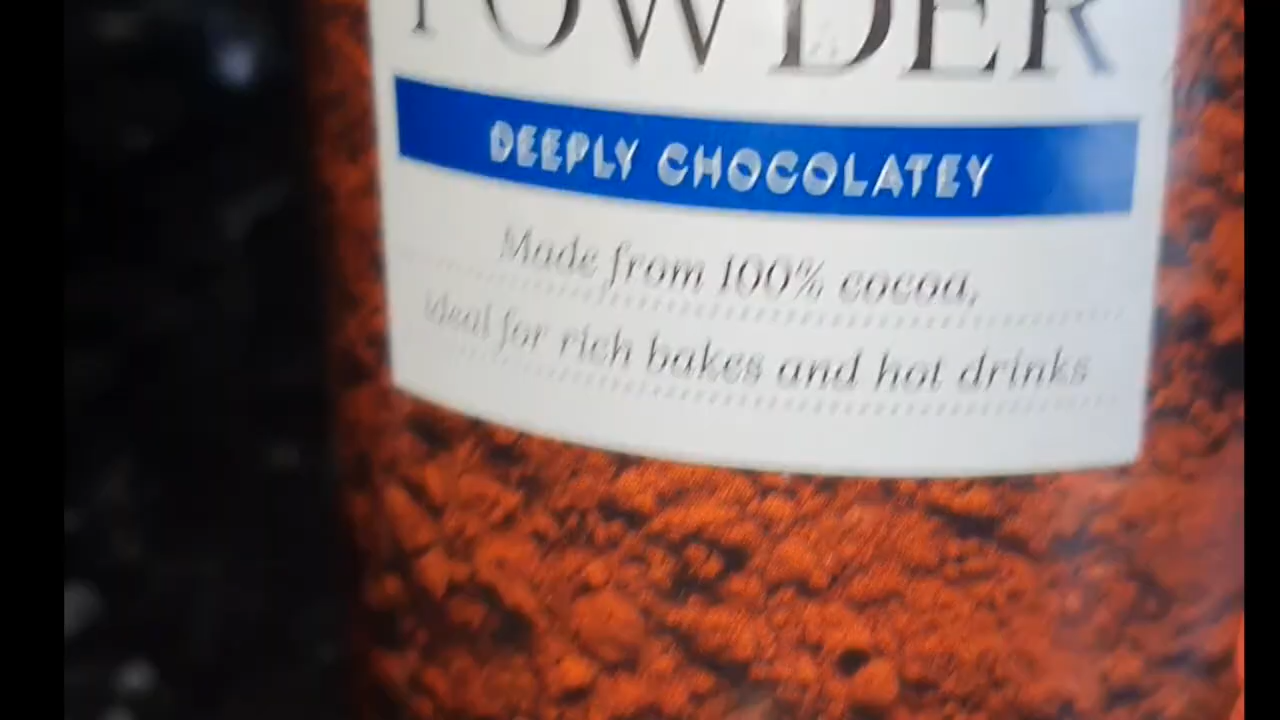 POWDER
DEEPLY CHOCOLATEY
Made from 100% cocoa,
ideal for rich bakes and hot drinks